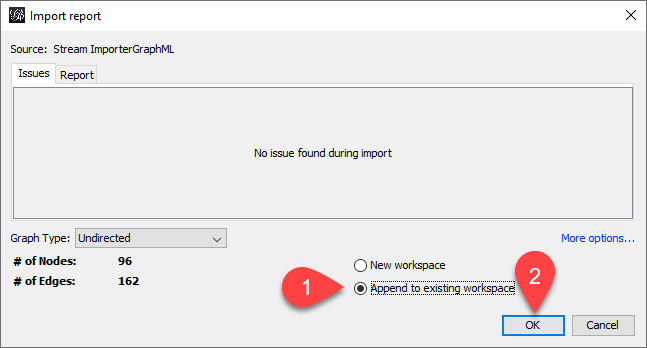 Import report
Source: Stream ImporterGraphML
Issues Report
No issue found during import
Graph Type: Undirected
More options...
# of Nodes: 96
# of Edges: 162
New workspace
1
Append to existing workspace
2
OK
Cancel